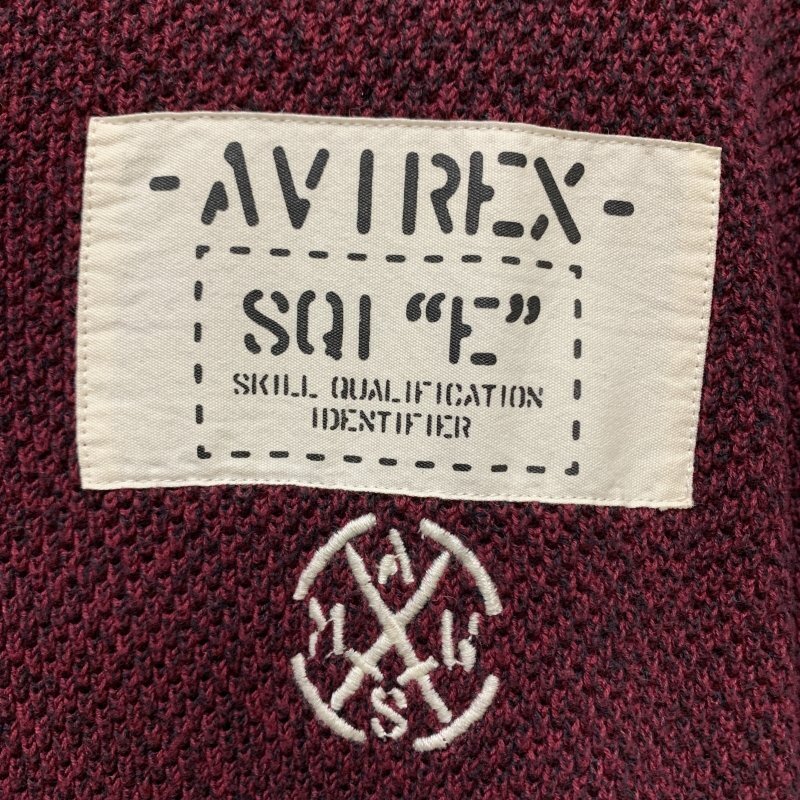 -AVIREX-
SQI “E”
SKILL QUALIFICATION
IDENTIFIER
A
S